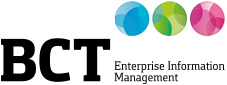 BCT
Enterprise Information
Management